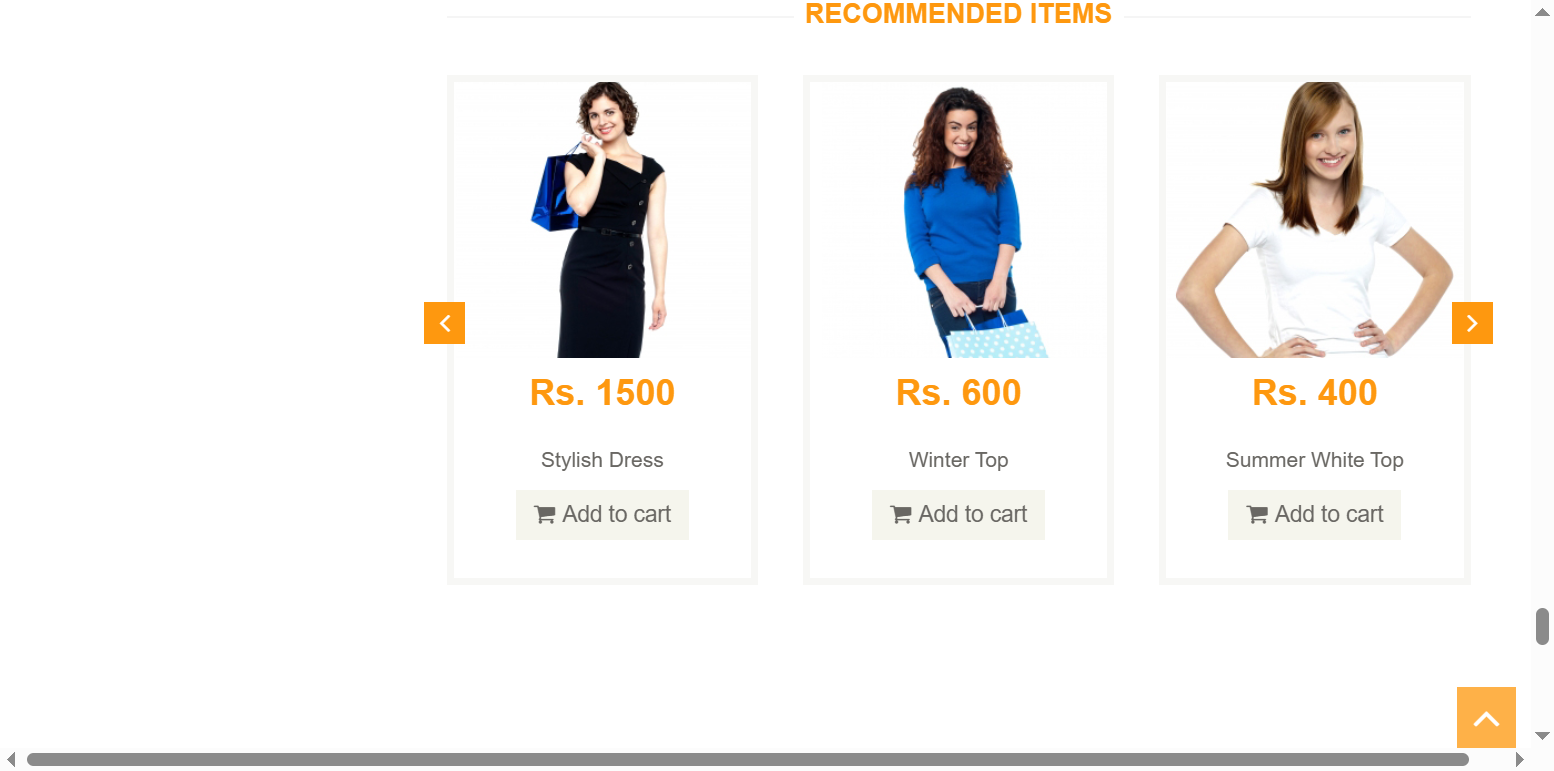 RECOMMENDED ITEMS
Rs. 1500
Rs. 600
Rs. 400
Stylish Dress
Winter Top
Summer White Top
Add to cart
Add to cart
Add to cart